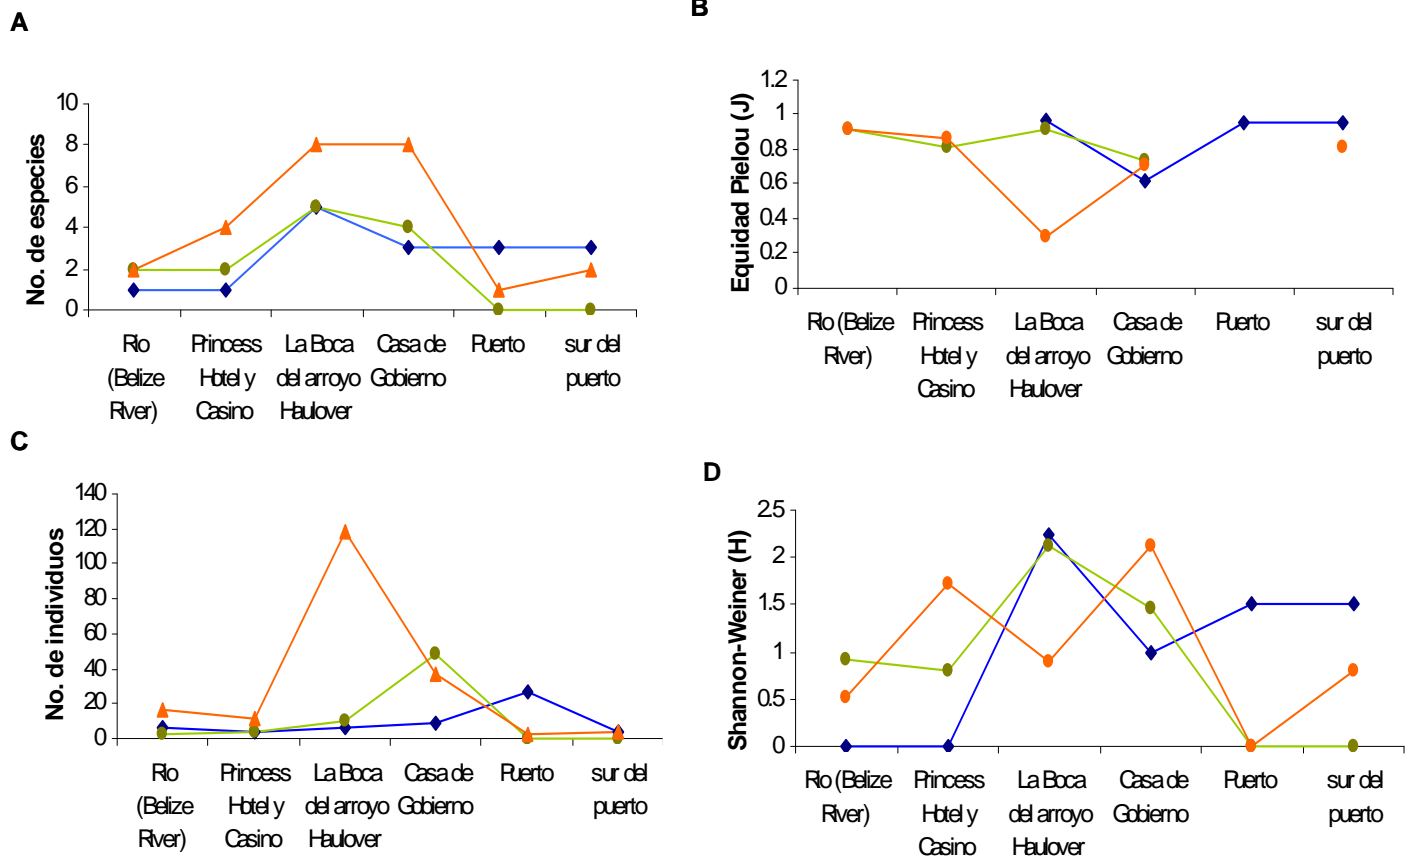 A
No. de especies
10
8
6
4
2
0
Rio (Belize River)
Princess Hotel y Casino
La Boca del arroyo Haulover
Casa de Gobierno
Puerto
sur del puerto
B
Equidad Pielou (J)
1.2
1
0.8
0.6
0.4
0.2
0
Rio (Belize River)
Princess Hotel y Casino
La Boca del arroyo Haulover
Casa de Gobierno
Puerto
sur del puerto
C
No. de individuos
140
120
100
80
60
40
20
0
Rio (Belize River)
Princess Hotel y Casino
La Boca del arroyo Haulover
Casa de Gobierno
Puerto
sur del puerto
D
Shannon-Weiner (H)
2.5
2
1.5
1
0.5
0
Rio (Belize River)
Princess Hotel y Casino
La Boca del arroyo Haulover
Casa de Gobierno
Puerto
sur del puerto